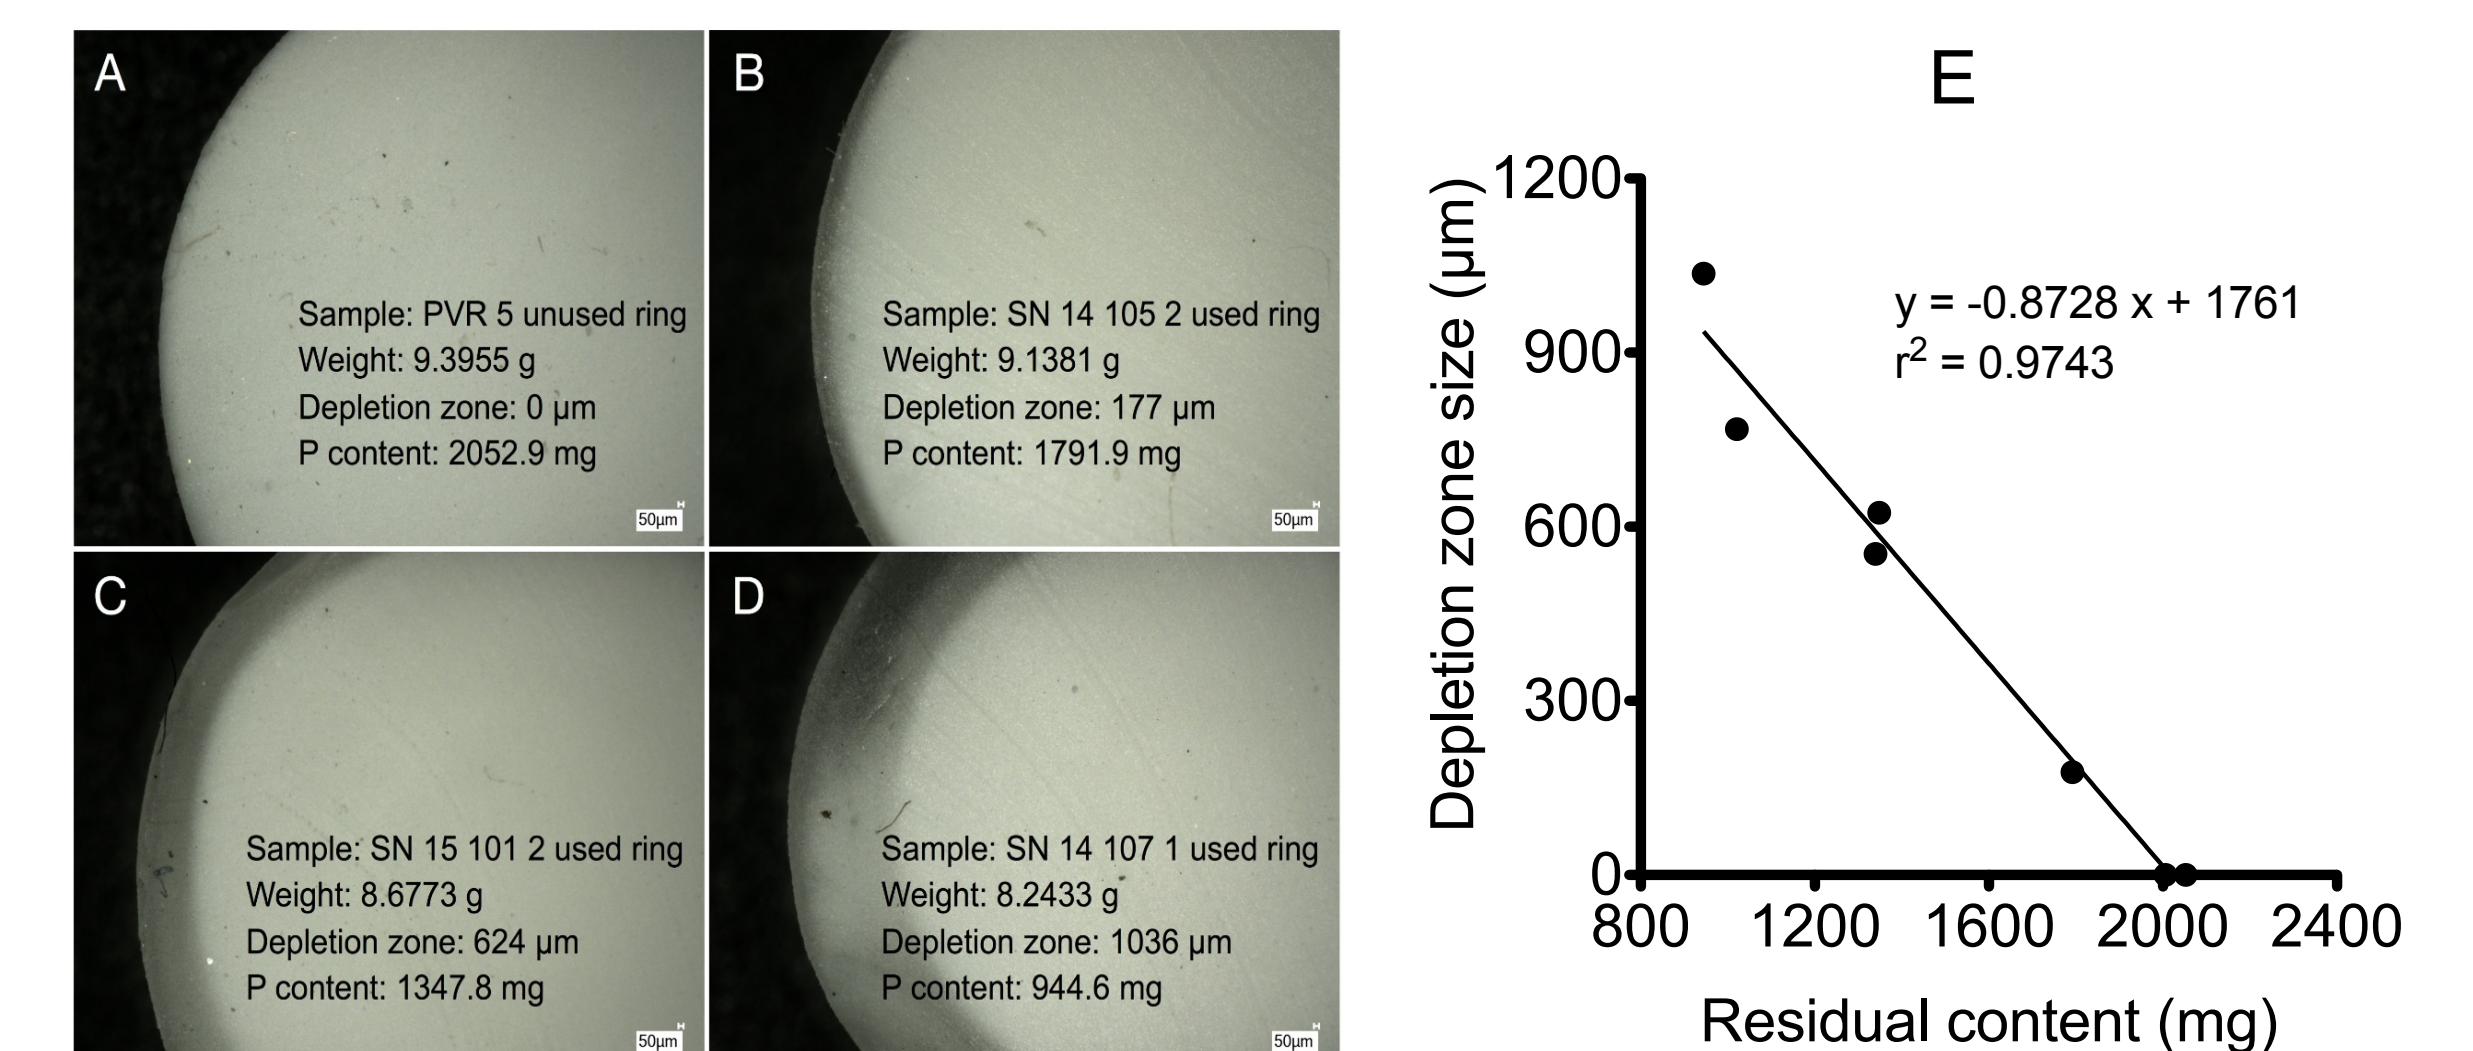 A
Sample: PVR 5 unused ring
Weight: 9.3955 g
Depletion zone: 0 µm
P content: 2052.9 mg
50µm
B
Sample: SN 14 105 2 used ring
Weight: 9.1381 g
Depletion zone: 177 µm
P content: 1791.9 mg
50µm
C
Sample: SN 15 101 2 used ring
Weight: 8.6773 g
Depletion zone: 624 µm
P content: 1347.8 mg
50µm
D
Sample: SN 14 107 1 used ring
Weight: 8.2433 g
Depletion zone: 1036 µm
P content: 944.6 mg
50µm
E
Depletion zone size (µm)
1200
900
600
300
0
y = -0.8728 x + 1761
r² = 0.9743
800 1200 1600 2000 2400
Residual content (mg)